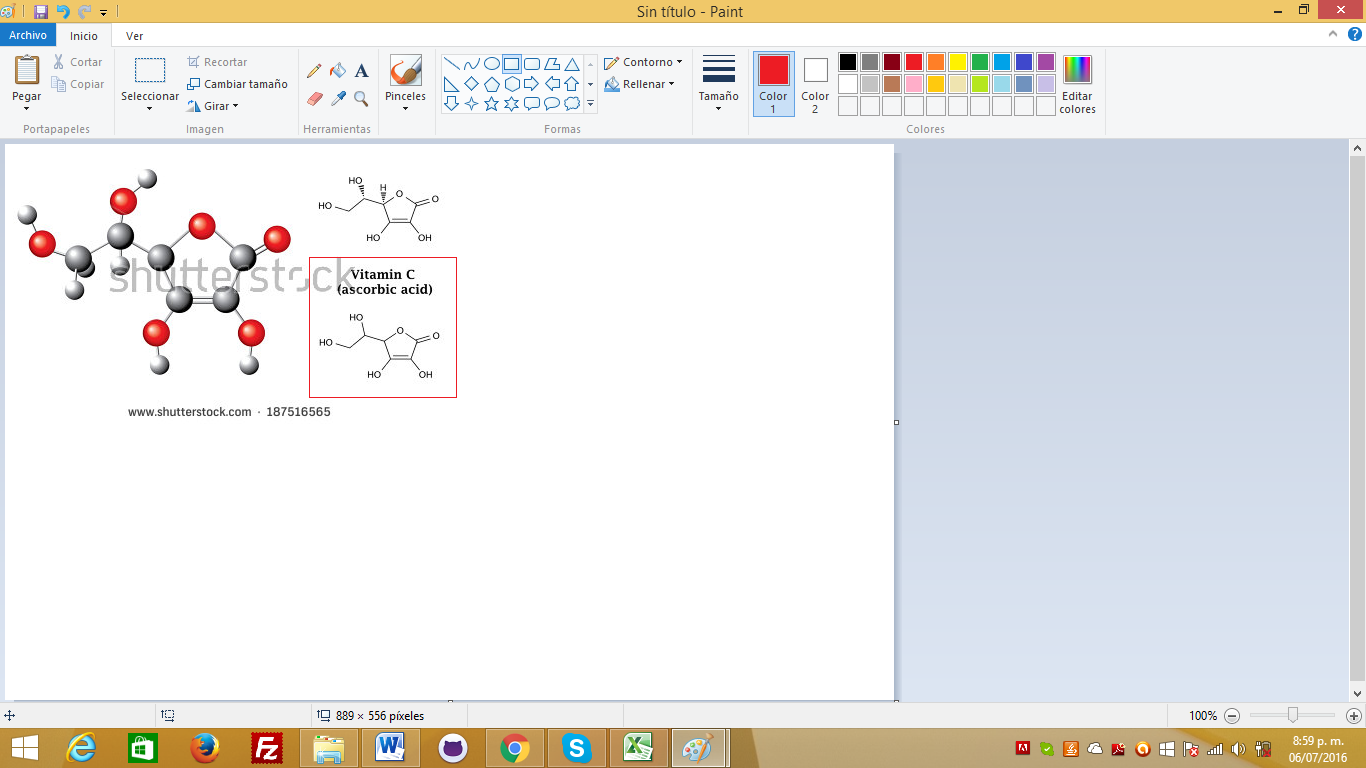 Sin título - Paint
Archivo
Inicio
Ver
Pegar
Cortar
Copiar
Portapapeles
Seleccionar
Recortar
Cambiar tamaño
Girar
Imagen
A
Herramientas
Pinceles
Contorno
Rellenar
Formas
Tamaño
Color
1
Color
2
Editar
colores
Colores
HO
H
O
O
HO
HO
OH
shutterstock
Vitamin C
(ascorbic acid)
HO
O
O
HO
HO
OH
www.shutterstock.com · 187516565
889 × 556 píxeles
100%
8:59 p. m.
06/07/2016